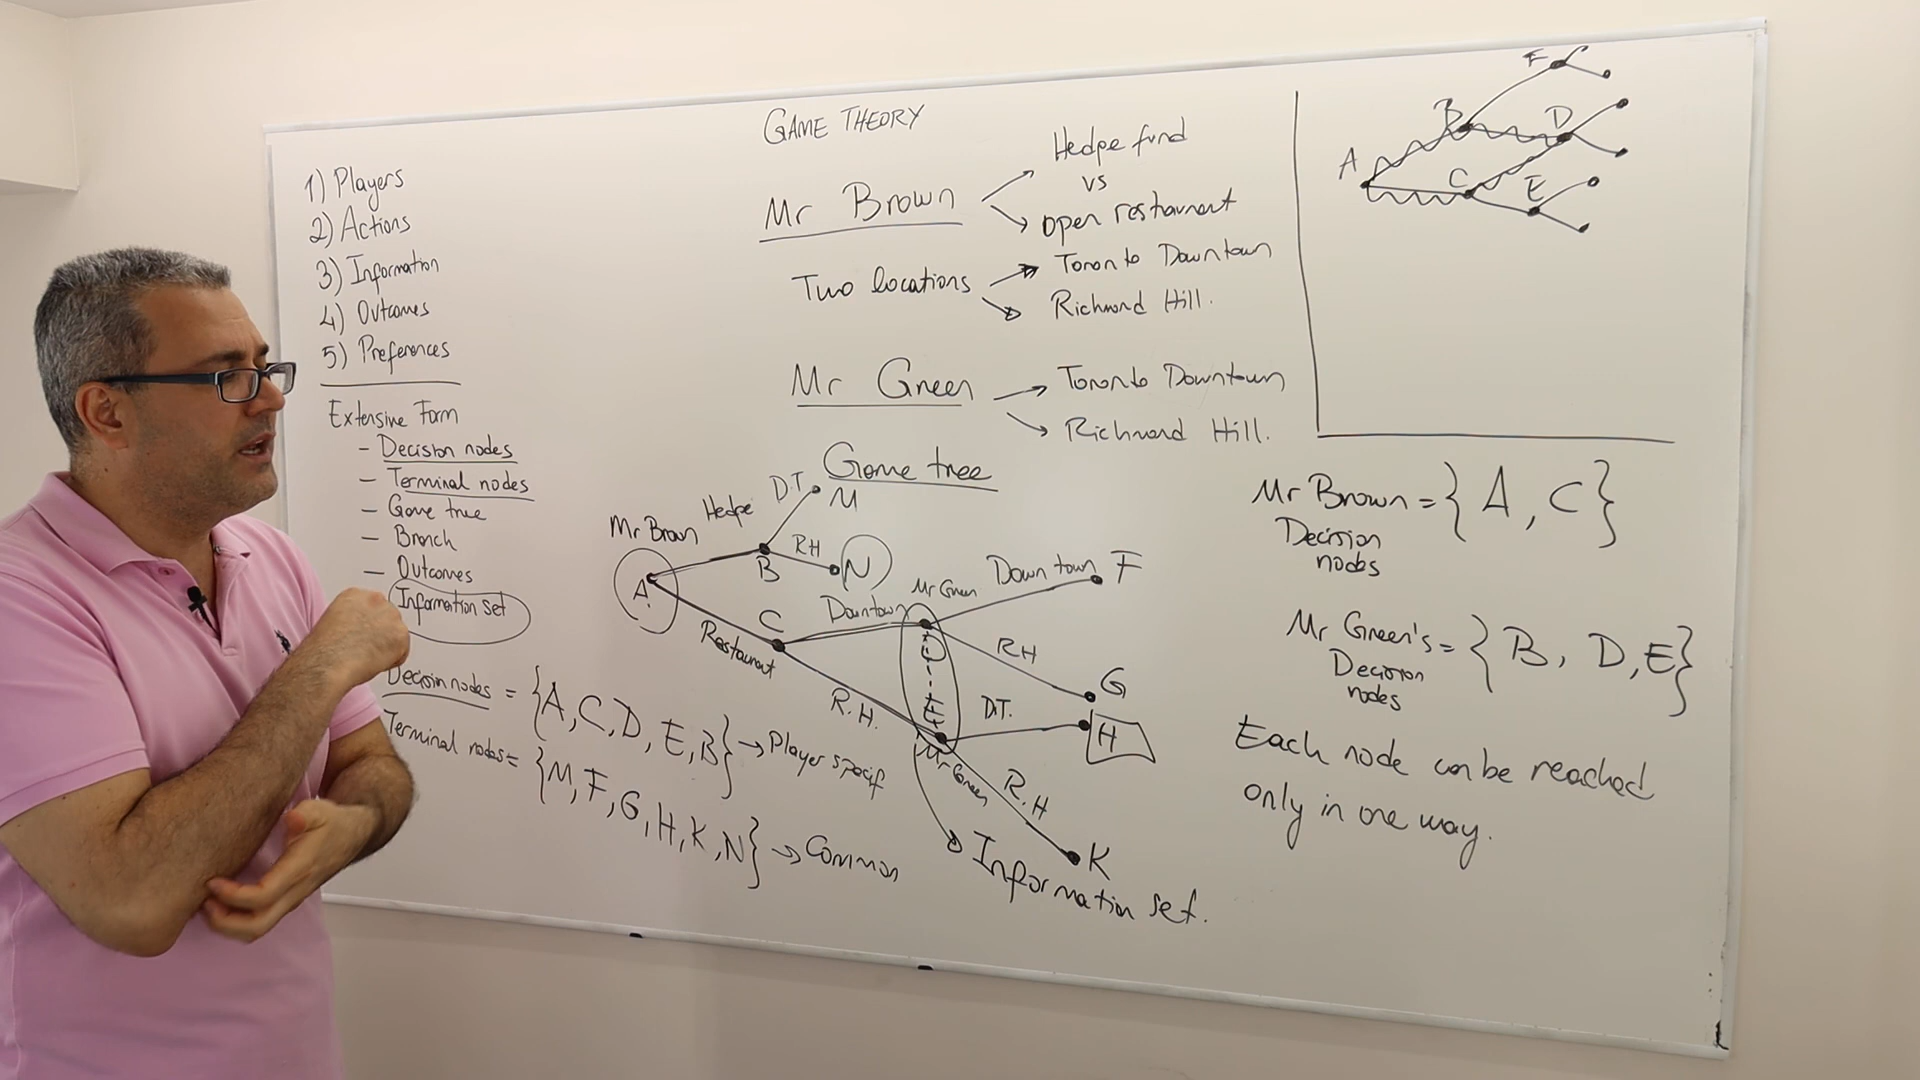 GAME THEORY
1) Players
2) Actions
3) Information
4) Outcomes
5) Preferences
Extensive Form
- Decision nodes
- Terminal nodes
- Game tree
- Branch
- Outcomes
Information set
Decision nodes = {A, C, D, E, B} → Player specif
Terminal nodes = {M, F, G, H, K, N} → Common
Mr Brown
Hedge fund
vs
Open restaurant
Two locations
Toronto Downtown
Richmond Hill.
Mr Green
Toronto Downtown
Richmond Hill.
Game tree
Mr Brown
A
Hedge
B
D.T.
M
RH
N
Restaurant
C
Downtown
Mr Green
D
Downtown
F
RH
G
R.H.
E
Mr Green
D.T.
H
R.H
K
Information set.
A
B
C
D
E
F
Mr Brown = {A, C}
Decision
nodes
Mr Green's = {B, D, E}
Decision
nodes
Each node can be reached
only in one way.